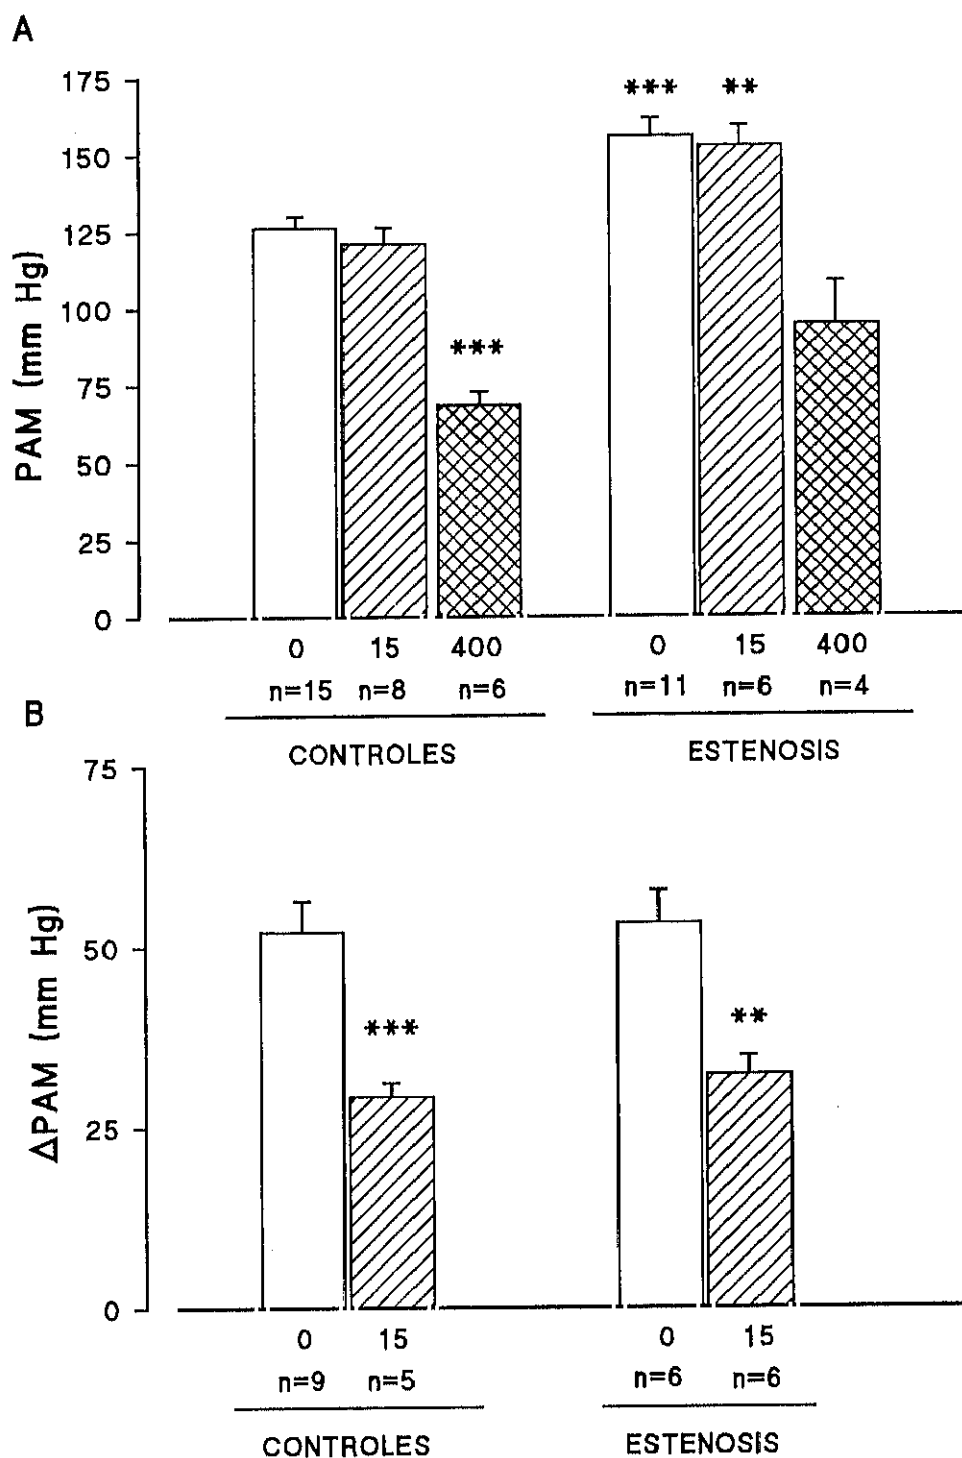 A
PAM (mm Hg)
175
150
125
100
75
50
25
0
***
***
**
0 15 400 0 15 400
n=15 n=8 n=6 n=11 n=6 n=4
CONTROLES ESTENOSIS
B
ΔPAM (mm Hg)
75
50
25
0
***
**
0 15 0 15
n=9 n=5 n=6 n=6
CONTROLES ESTENOSIS